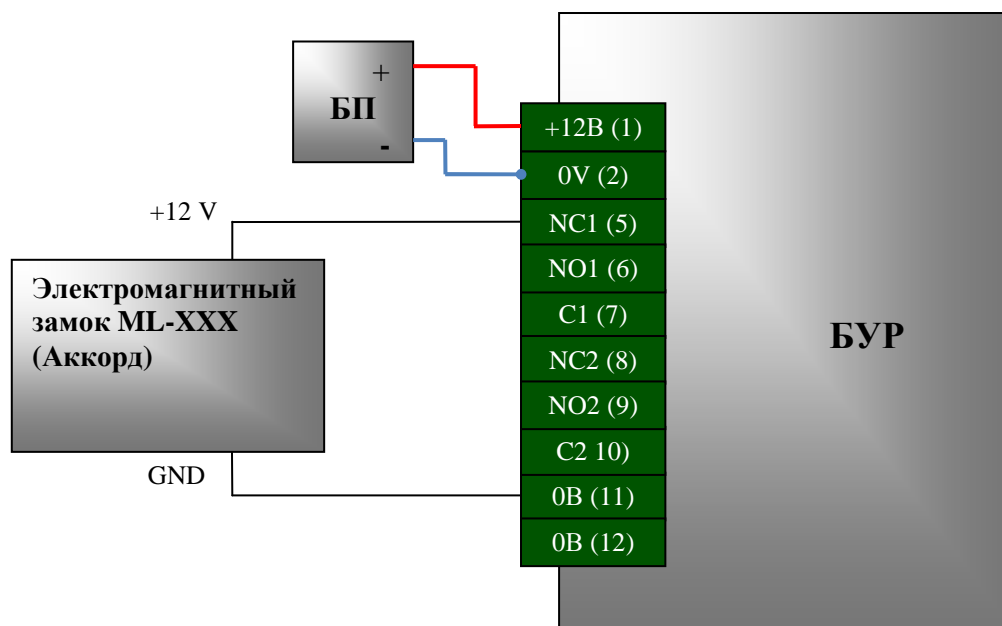 +
БП
-
+12В (1)
0V (2)
+12 V
NC1 (5)
NO1 (6)
Электромагнитный
замок ML-XXX
(Аккорд)
C1 (7)
БУР
NC2 (8)
NO2 (9)
C2 10)
GND
0В (11)
0В (12)